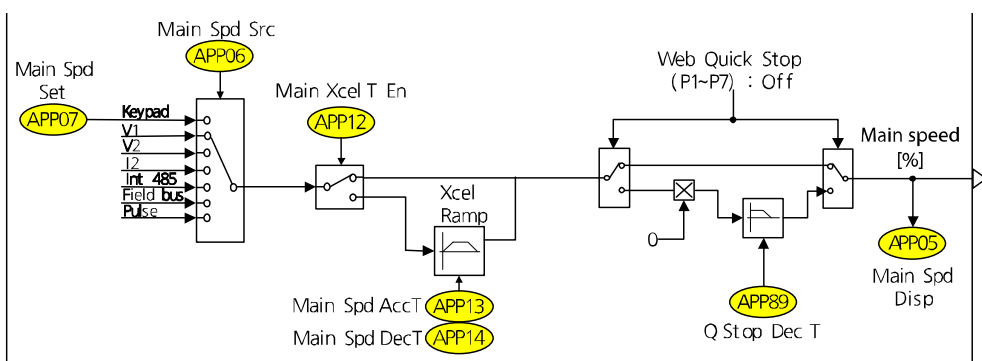 Main Spd Src
APP06
Main Spd
Set
APP07
Keypad
V1
V2
I2
Int 485
Field bus
Pulse
Main Xcel T En
APP12
Xcel
Ramp
Main Spd AccT APP13
Main Spd DecT APP14
Web Quick Stop
(P1~P7) : Off
0
APP89
Q Stop Dec T
Main speed
[%]
APP05
Main Spd
Disp